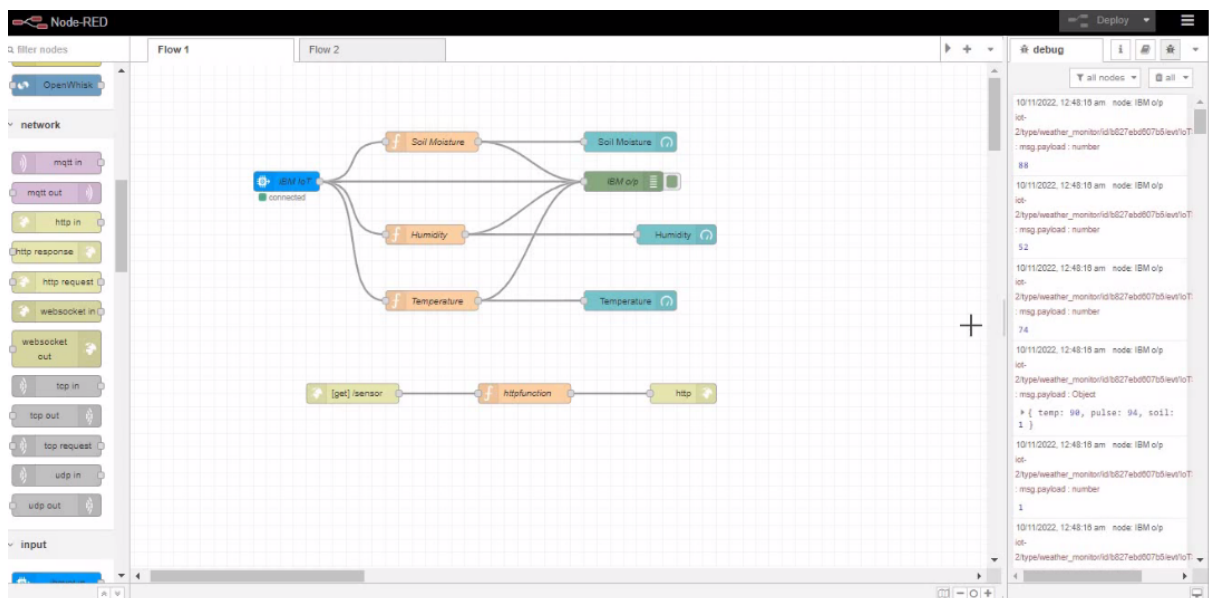 Node-RED
Deploy
filter nodes
Flow 1
Flow 2
debug
all nodes
all
OpenWhisk
network
mqtt in
mqtt out
http in
http response
http request
websocket in
websocket
out
tcp in
tcp out
tcp request
udp in
udp out
input
Soil Moisture
Soil Moisture
IBM IoT
connected
IBM o/p
Humidity
Humidity
Temperature
Temperature
[get] /sensor
httpfunction
http
10/11/2022, 12:48:16 am node: IBM o/p
iot-
2/type/weather_monitor/id/b827ebd607b5/evt/IoT
: msg.payload : number
88
10/11/2022, 12:48:16 am node: IBM o/p
iot-
2/type/weather_monitor/id/b827ebd607b5/evt/IoT
: msg.payload : number
52
10/11/2022, 12:48:16 am node: IBM o/p
iot-
2/type/weather_monitor/id/b827ebd607b5/evt/IoT
: msg.payload : number
74
10/11/2022, 12:48:16 am node: IBM o/p
iot-
2/type/weather_monitor/id/b827ebd607b5/evt/IoT
: msg.payload : Object
{ temp: 90, pulse: 94, soil:
1 }
10/11/2022, 12:48:16 am node: IBM o/p
iot-
2/type/weather_monitor/id/b827ebd607b5/evt/IoT
: msg.payload : number
1
10/11/2022, 12:48:16 am node: IBM o/p
iot-
2/type/weather_monitor/id/b827ebd607b5/evt/IoT